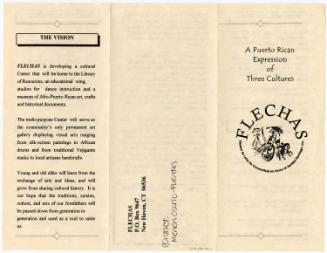 THE VISION
FLECHAS is developing a cultural
Center that will be home to the Library
of Resources, an educational wing,
studios for dance instruction and a
museum of Afro-Puerto Rican art, crafts
and historical documents.
The multi-purpose Center will serve as
the community's only permanent art
gallery displaying visual arts ranging
from silk-screen paintings to African
drums and from traditional Vejigante
masks to local artisans handicrafts.
Young and old alike will learn from the
exchange of arts and ideas, and will
grow from sharing cultural history. It is
our hope that the traditions, cuisine,
culture, and arts of our forefathers will
be passed down from generation to
generation and used as a tool to unite
us.
FLECHAS
P.O. Box 9647
New Haven, CT 06536
CONTACT:
A Puerto Rican
Expression
of
Three Cultures
FLECHAS